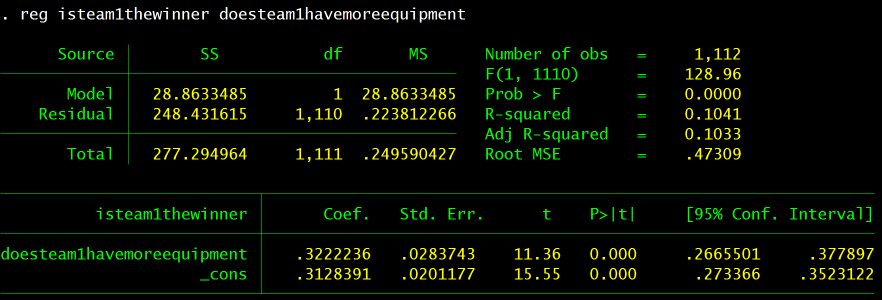 . reg isteam1thewinner doesteam1havemoreequipment
Source SS df MS Number of obs = 1,112
F(1, 1110) = 128.96
Model 28.8633485 1 28.8633485 Prob > F = 0.0000
Residual 248.431615 1,110 .223812266 R-squared = 0.1041
Adj R-squared = 0.1033
Total 277.294964 1,111 .249590427 Root MSE = .47309
isteam1thewinner Coef. Std. Err. t P>|t| [95% Conf. Interval]
doesteam1havemoreequipment .3222236 .0283743 11.36 0.000 .2665501 .377897
_cons .3128391 .0201177 15.55 0.000 .273366 .3523122